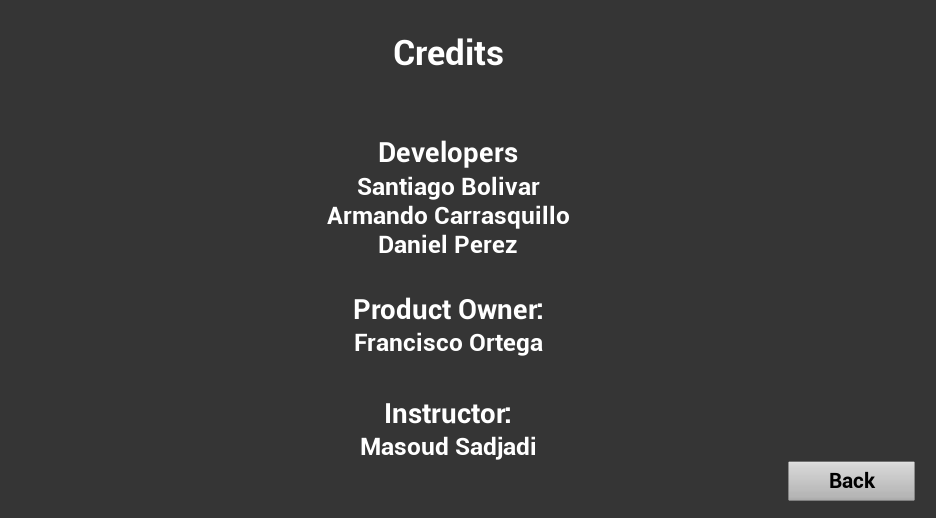 Credits
Developers
Santiago Bolivar
Armando Carrasquillo
Daniel Perez
Product Owner:
Francisco Ortega
Instructor:
Masoud Sadjadi
Back